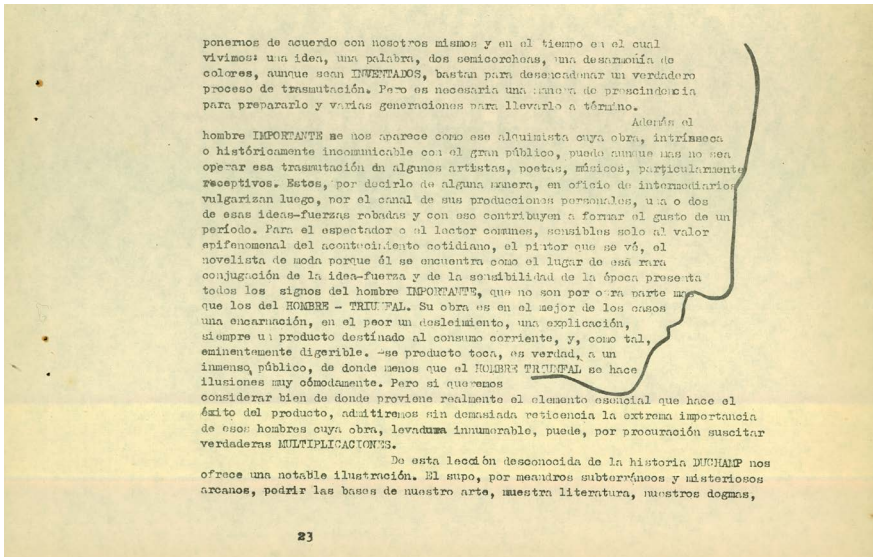 ponernos de acuerdo con nosotros mismos y en el tiempo en el cual
vivimos: una idea, una palabra, dos semicorcheas, una desarmonía de
colores, aunque sean INVENTADOS, bastan para desencadenar un verdadero
proceso de trasmutación. Pero es necesaria una manera de prescindencia
para prepararlo y varias generaciones para llevarlo a término.
Además el
hombre IMPORTANTE se nos aparece como ese alquimista cuya obra, intrínseca
o históricamente incomunicable con el gran público, puede aunque mas no sea
operar esa trasmutación dn algunos artistas, poetas, músicos, particularmente
receptivos. Estos, por decirlo de alguna manera, en oficio de intermediarios
vulgarizan luego, por el canal de sus producciones personales, una o dos
de esas ideas-fuerzas robadas y con eso contribuyen a formar el gusto de un
período. Para el espectador o el lector comunes, sensibles solo al valor
epifenomenal del acontecimiento cotidiano, el pintor que se vé, el
novelista de moda porque él se encuentra como el lugar de esa rara
conjugación de la idea-fuerza y de la sensibilidad de la época presenta
todos los signos del hombre IMPORTANTE, que no son por otra parte mas
que los del HOMBRE - TRIUNFAL. Su obra es en el mejor de los casos
una encarnación, en el peor un desleimiento, una explicación,
siempre un producto destínado al consumo corriente, y, como tal,
eminentemente digerible. -se producto toca, es verdad, a un
inmenso público, de donde menos que el HOMBRE TRIUNFAL se hace
ilusiones muy cómodamente. Pero si queremos
considerar bien de donde proviene realmente el elemento esencial que hace el
éxito del producto, admitiremos sin demasiada reticencia la extrema importancia
de esos hombres cuya obra, levadura innumerable, puede, por procuración suscitar
verdaderas MULTIPLICACIONES.
De esta lección desconocida de la historia DUCHAMP nos
ofrece una notable ilustración. El supo, por meandros subterráneos y misteriosos
arcanos, podrir las bases de nuestro arte, nuestra literatura, nuestros dogmas,
23